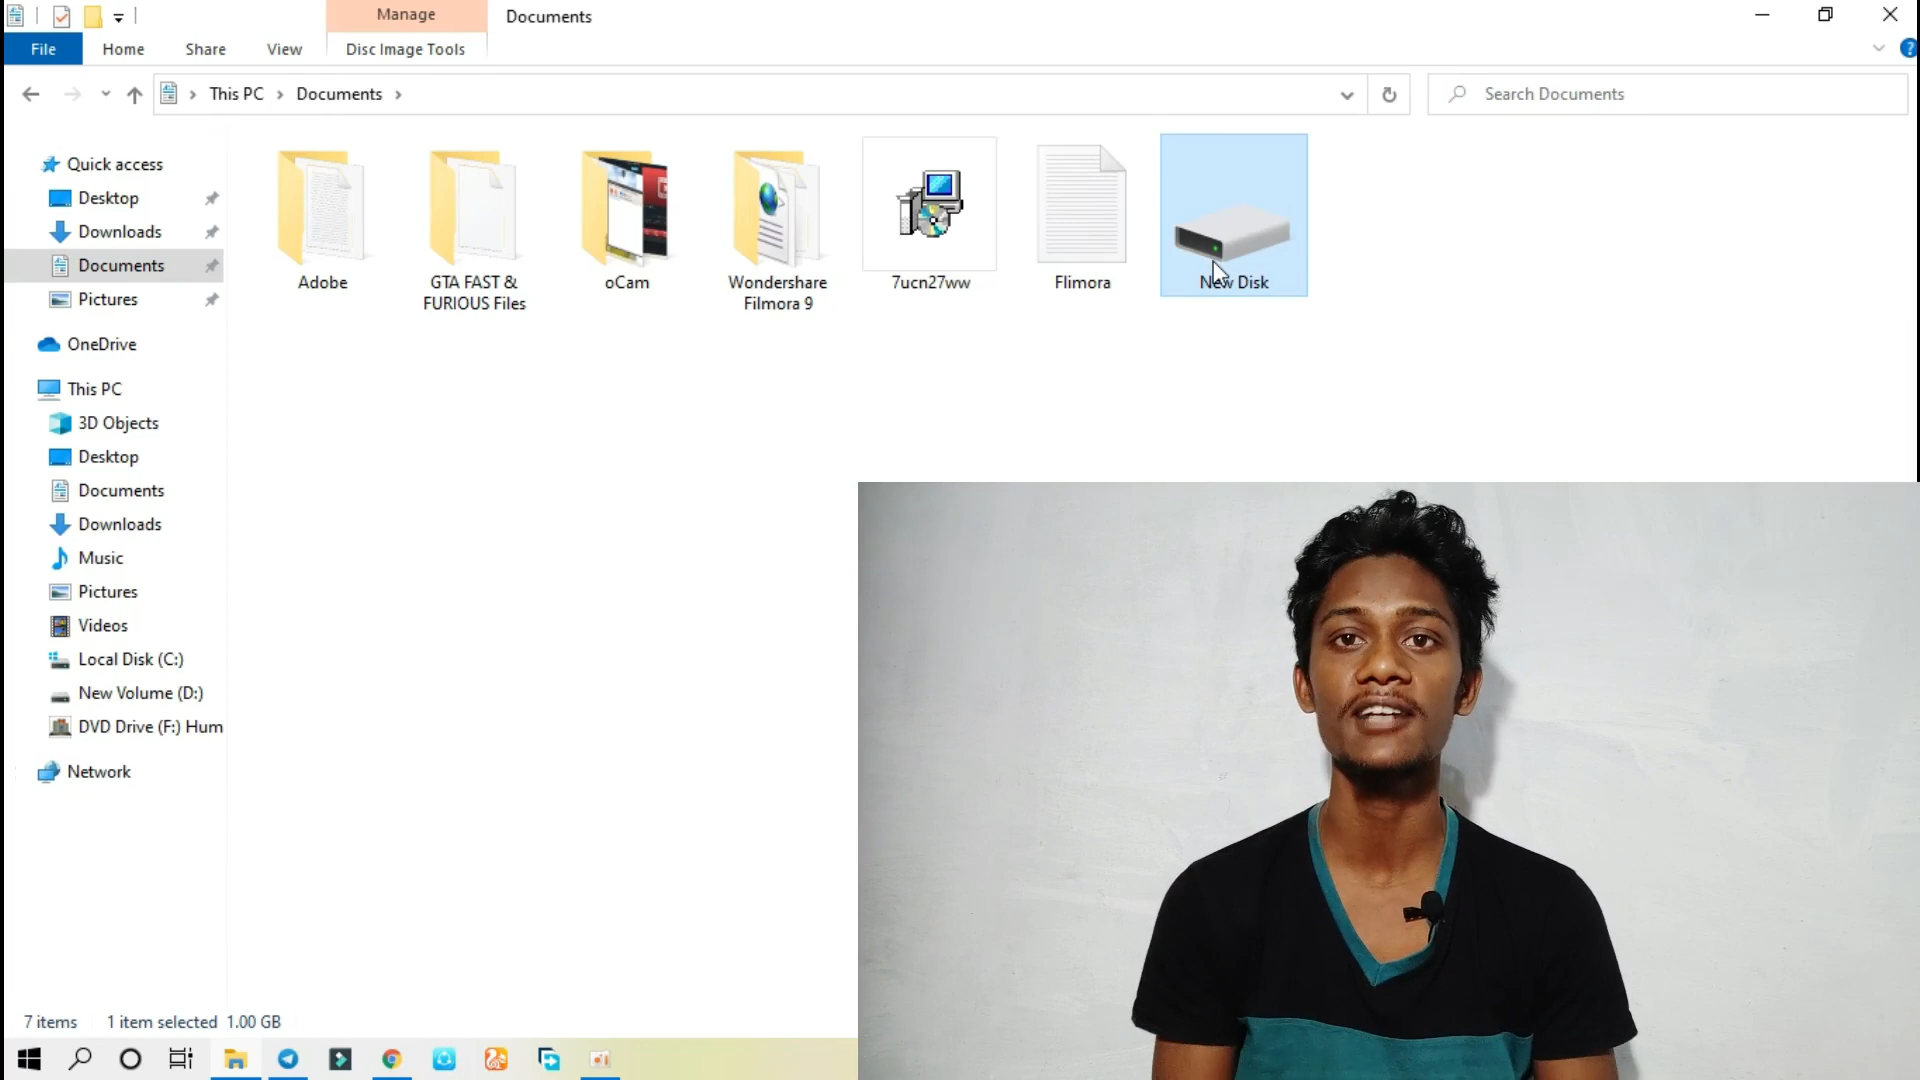 Manage
Documents
File
Home
Share
View
Disc Image Tools
This PC
Documents
Search Documents
Quick access
Desktop
Downloads
Documents
Pictures
OneDrive
This PC
3D Objects
Desktop
Documents
Downloads
Music
Pictures
Videos
Local Disk (C:)
New Volume (D:)
DVD Drive (F:) Hum
Network
Adobe
GTA FAST &
FURIOUS Files
oCam
Wondershare
Filmora 9
7ucn27ww
Flimora
New Disk
7 items
1 item selected 1.00 GB